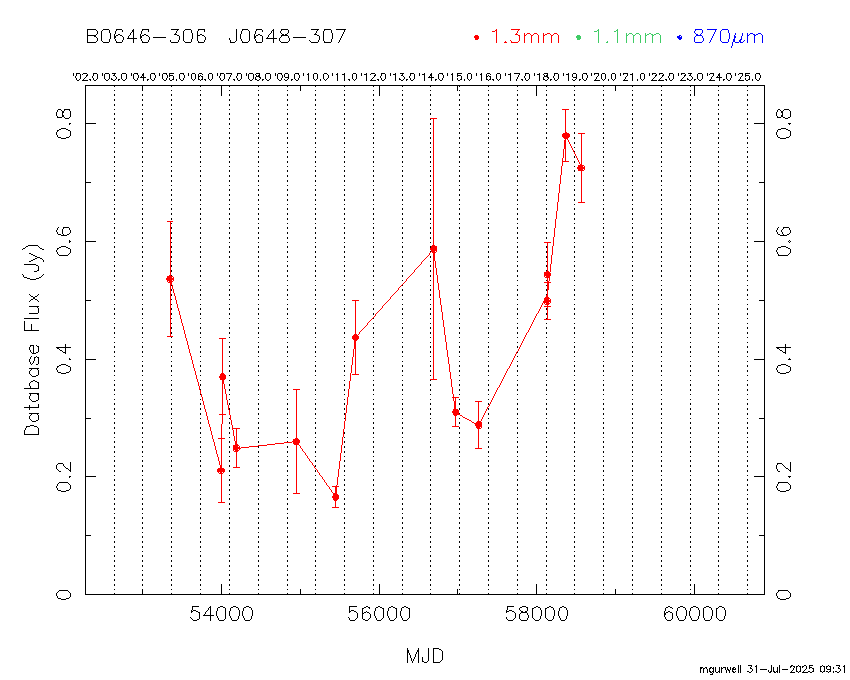 B0646-306 J0648-307 1.3mm 1.1mm 870μm
'02.0 '03.0 '04.0 '05.0 '06.0 '07.0 '08.0 '09.0 '10.0 '11.0 '12.0 '13.0 '14.0 '15.0 '16.0 '17.0 '18.0 '19.0 '20.0 '21.0 '22.0 '23.0 '24.0 '25.0
0.8 0.8
0.6 0.6
Database Flux (Jy)
0.4 0.4
0.2 0.2
0 0
54000 56000 58000 60000
MJD
mgurwell 31-Jul-2025 09:31